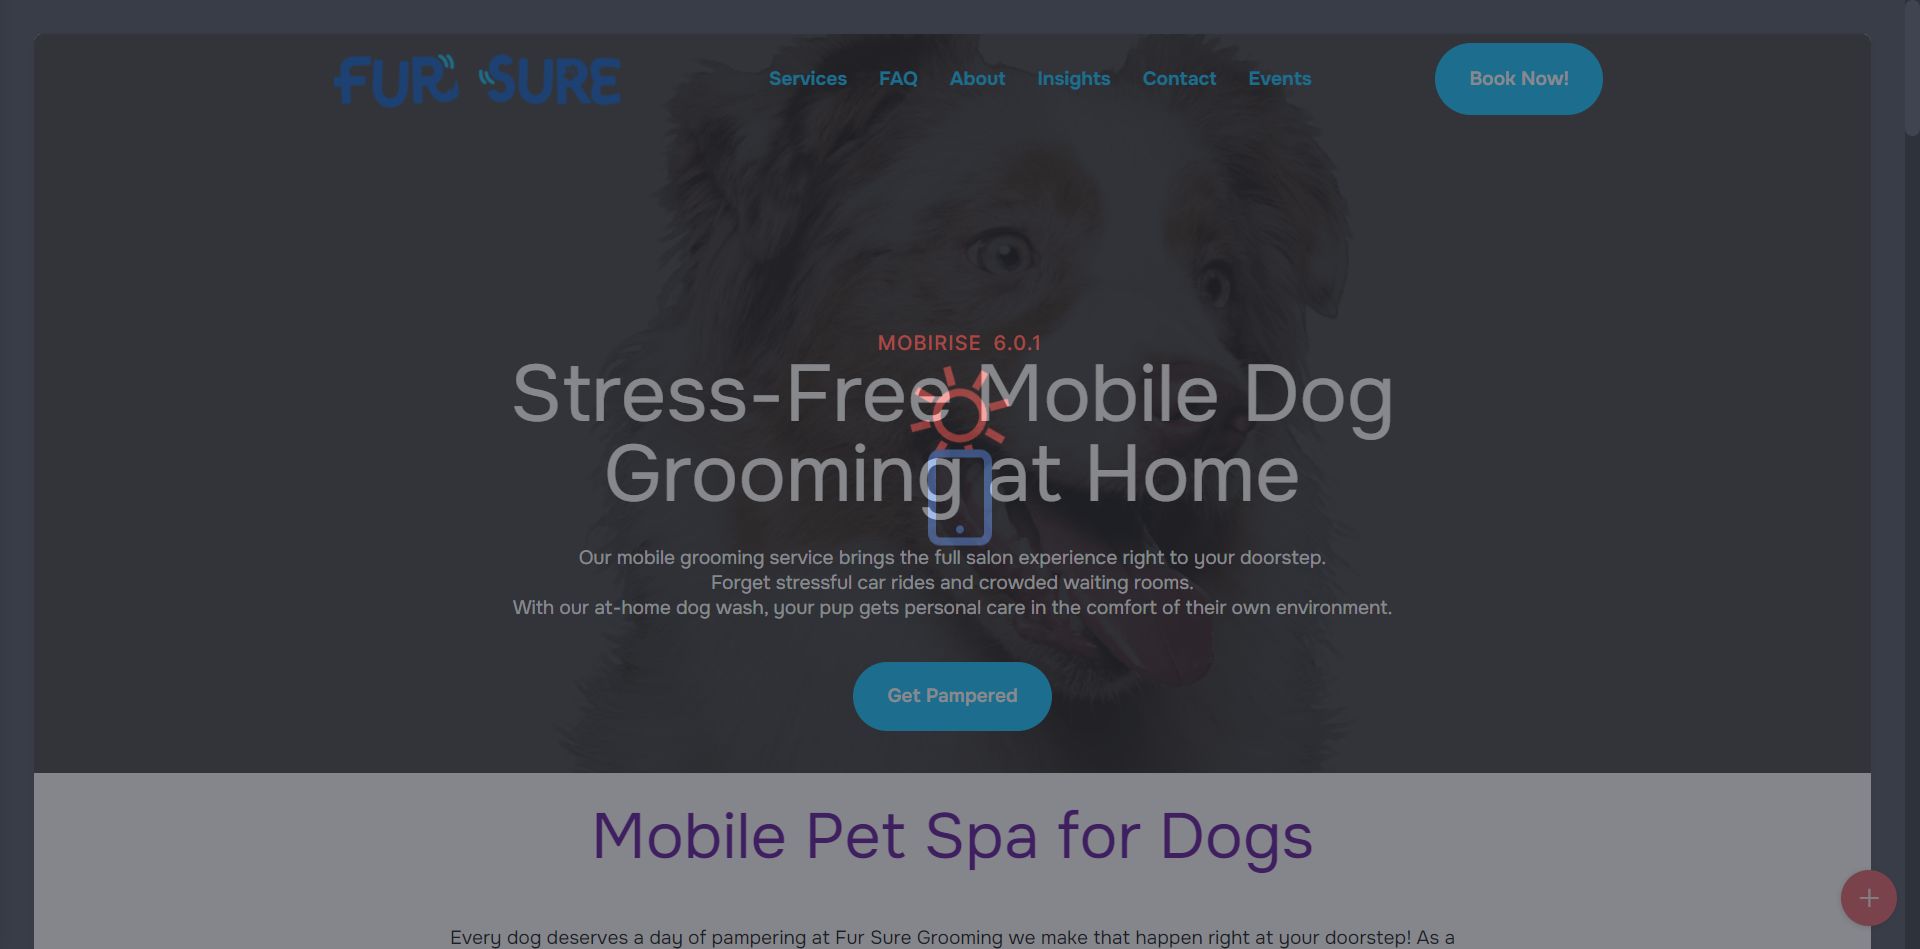 FUR SURE
Services FAQ About Insights Contact Events
Book Now!
MOBIRISE 6.0.1
Stress-Free Mobile Dog
Grooming at Home
Our mobile grooming service brings the full salon experience right to your doorstep.
Forget stressful car rides and crowded waiting rooms.
With our at-home dog wash, your pup gets personal care in the comfort of their own environment.
Get Pampered
Mobile Pet Spa for Dogs
Every dog deserves a day of pampering at Fur Sure Grooming we make that happen right at your doorstep! As a